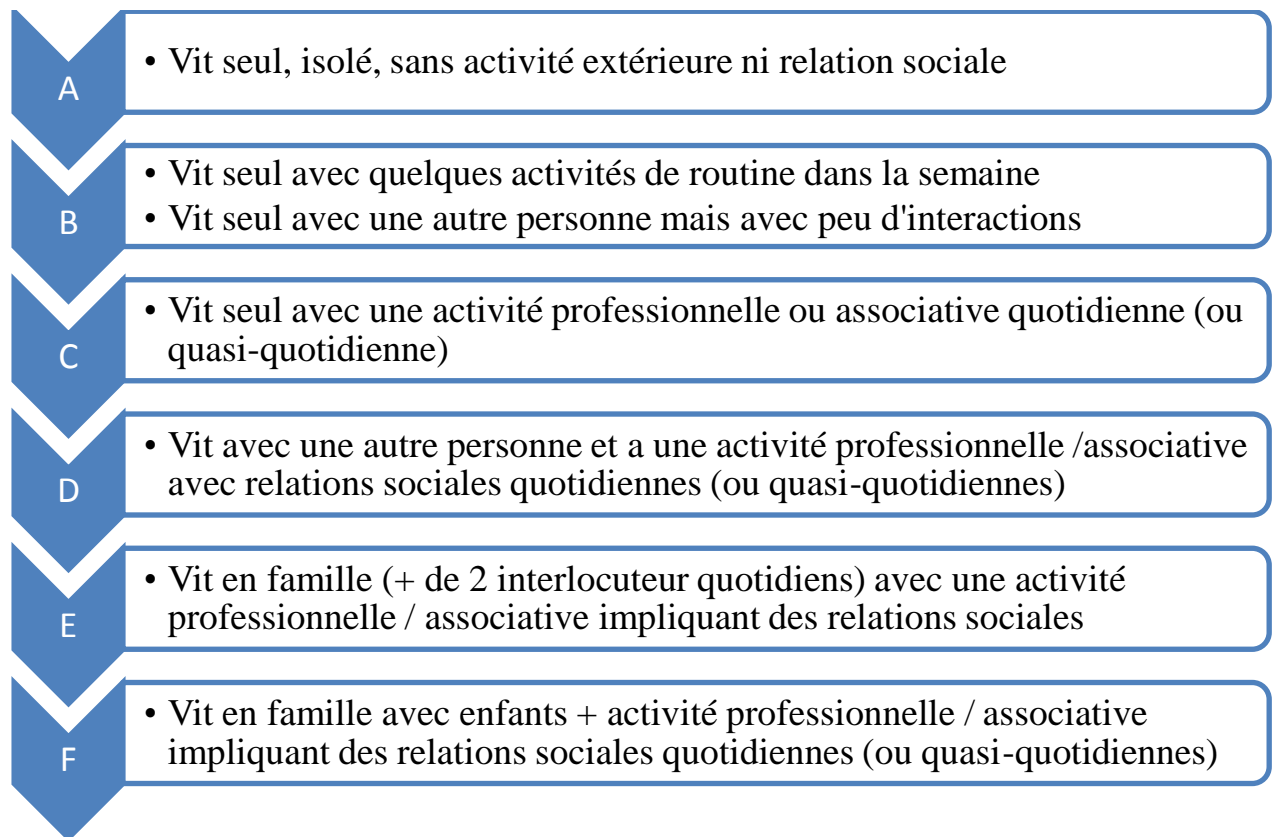 A
• Vit seul, isolé, sans activité extérieure ni relation sociale
B
• Vit seul avec quelques activités de routine dans la semaine
• Vit seul avec une autre personne mais avec peu d'interactions
C
• Vit seul avec une activité professionnelle ou associative quotidienne (ou
quasi-quotidienne)
D
• Vit avec une autre personne et a une activité professionnelle /associative
avec relations sociales quotidiennes (ou quasi-quotidiennes)
E
• Vit en famille (+ de 2 interlocuteur quotidiens) avec une activité
professionnelle / associative impliquant des relations sociales
F
• Vit en famille avec enfants + activité professionnelle / associative
impliquant des relations sociales quotidiennes (ou quasi-quotidiennes)